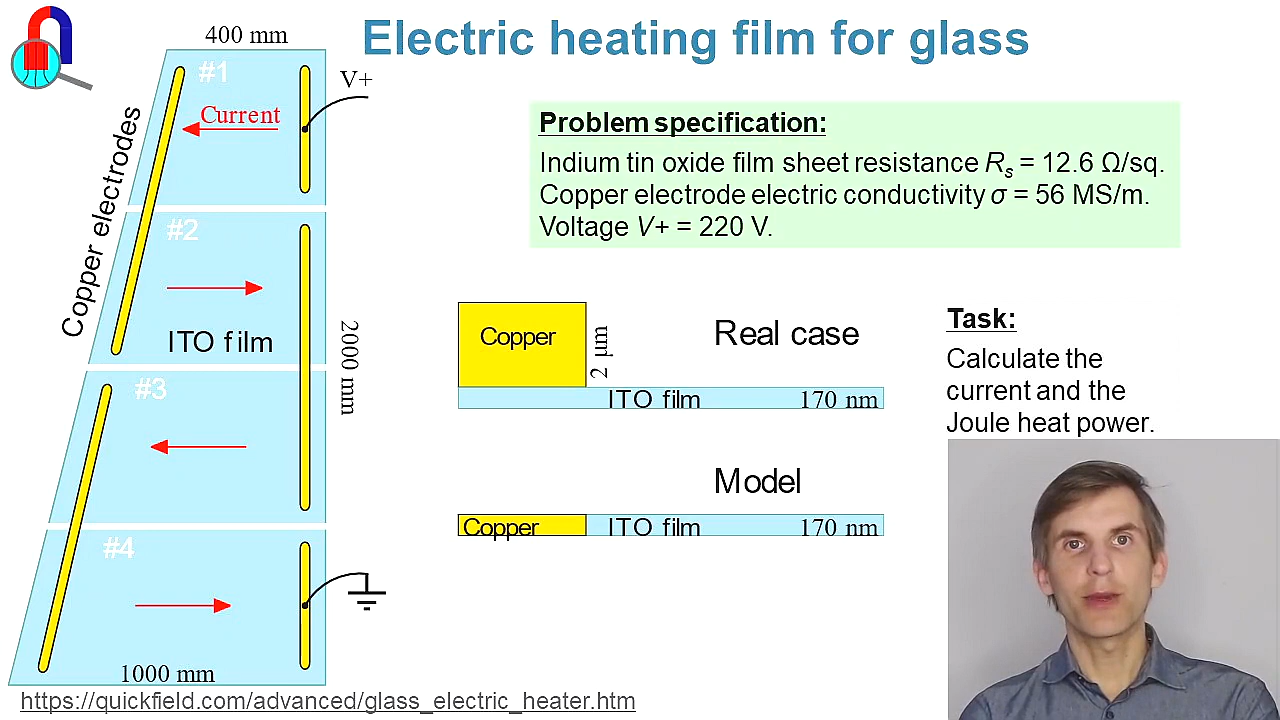 Electric heating film for glass
400 mm
#1
V+
Current
Copper electrodes
#2
ITO film
2000 mm
#3
#4
1000 mm
Problem specification:
Indium tin oxide film sheet resistance Rs = 12.6 Ω/sq.
Copper electrode electric conductivity σ = 56 MS/m.
Voltage V+ = 220 V.
Copper
2 μm
Real case
ITO film 170 nm
Model
Copper ITO film 170 nm
Task:
Calculate the
current and the
Joule heat power.
https://quickfield.com/advanced/glass_electric_heater.htm